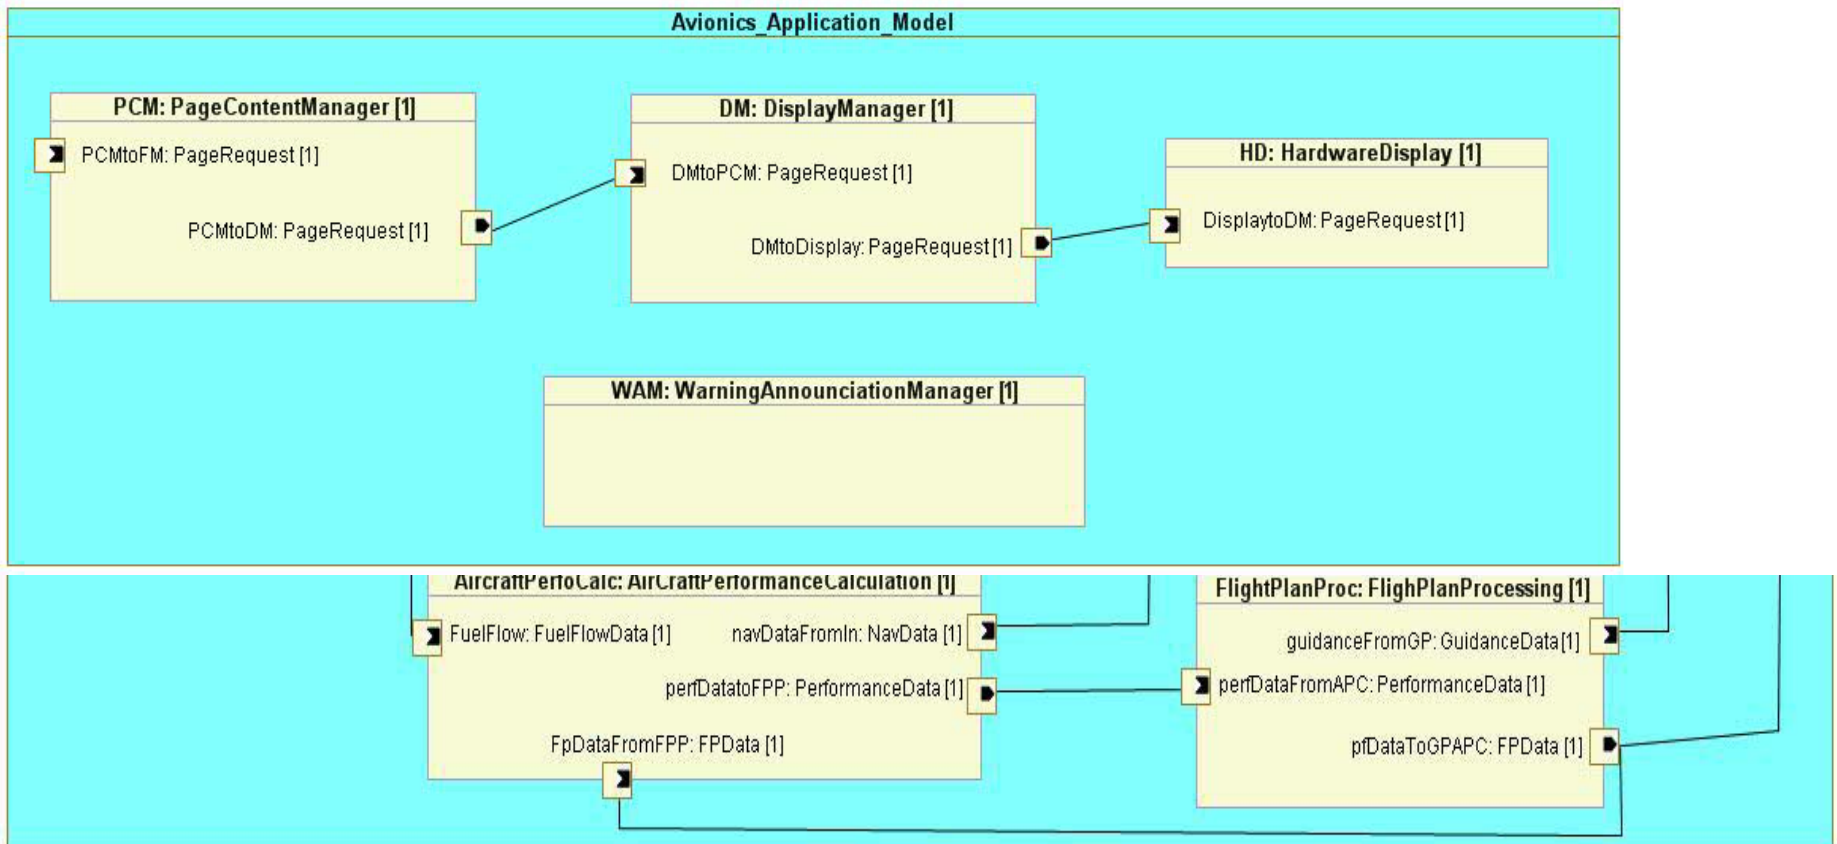 Avionics_Application_Model
PCM: PageContentManager [1]
PCMtoFM: PageRequest [1]
PCMtoDM: PageRequest [1]
DM: DisplayManager [1]
DMtoPCM: PageRequest [1]
DMtoDisplay: PageRequest [1]
HD: HardwareDisplay [1]
DisplaytoDM: PageRequest [1]
WAM: WarningAnnounciationManager [1]
AircraftPerfoCalc: AirCraftPerformanceCalculation [1]
FuelFlow: FuelFlowData [1]
navDataFromIn: NavData [1]
perfDatatoFPP: PerformanceData [1]
FpDataFromFPP: FPData [1]
FlightPlanProc: FlighPlanProcessing [1]
guidanceFromGP: GuidanceData [1]
perfDataFromAPC: PerformanceData [1]
pfDataToGPAPC: FPData [1]